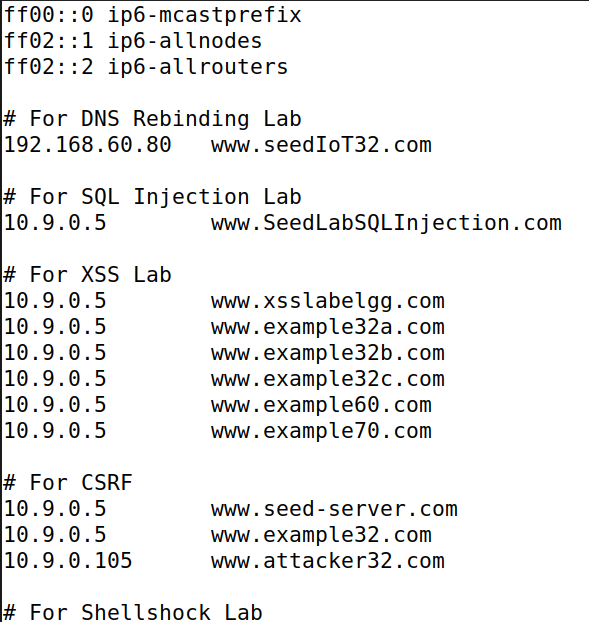 ff00::0 ip6-mcastprefix
ff02::1 ip6-allnodes
ff02::2 ip6-allrouters

# For DNS Rebinding Lab
192.168.60.80   www.seedIoT32.com

# For SQL Injection Lab
10.9.0.5        www.SeedLabSQLInjection.com

# For XSS Lab
10.9.0.5        www.xsslabelgg.com
10.9.0.5        www.example32a.com
10.9.0.5        www.example32b.com
10.9.0.5        www.example32c.com
10.9.0.5        www.example60.com
10.9.0.5        www.example70.com

# For CSRF
10.9.0.5        www.seed-server.com
10.9.0.5        www.example32.com
10.9.0.105      www.attacker32.com

# For Shellshock Lab